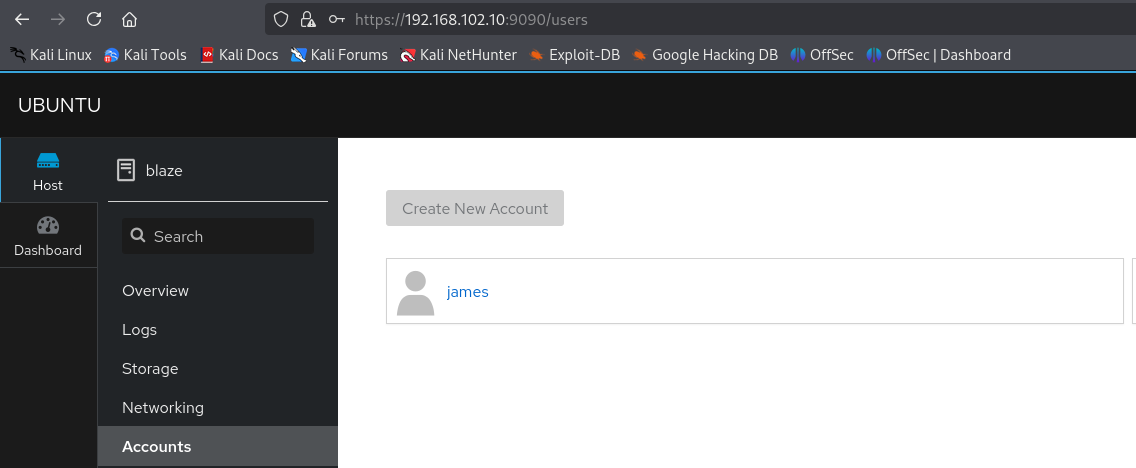 https://192.168.102.10:9090/users
Kali Linux Kali Tools Kali Docs Kali Forums Kali NetHunter Exploit-DB Google Hacking DB OffSec OffSec | Dashboard
UBUNTU
Host
Dashboard
blaze
Search
Overview
Logs
Storage
Networking
Accounts
Create New Account
james